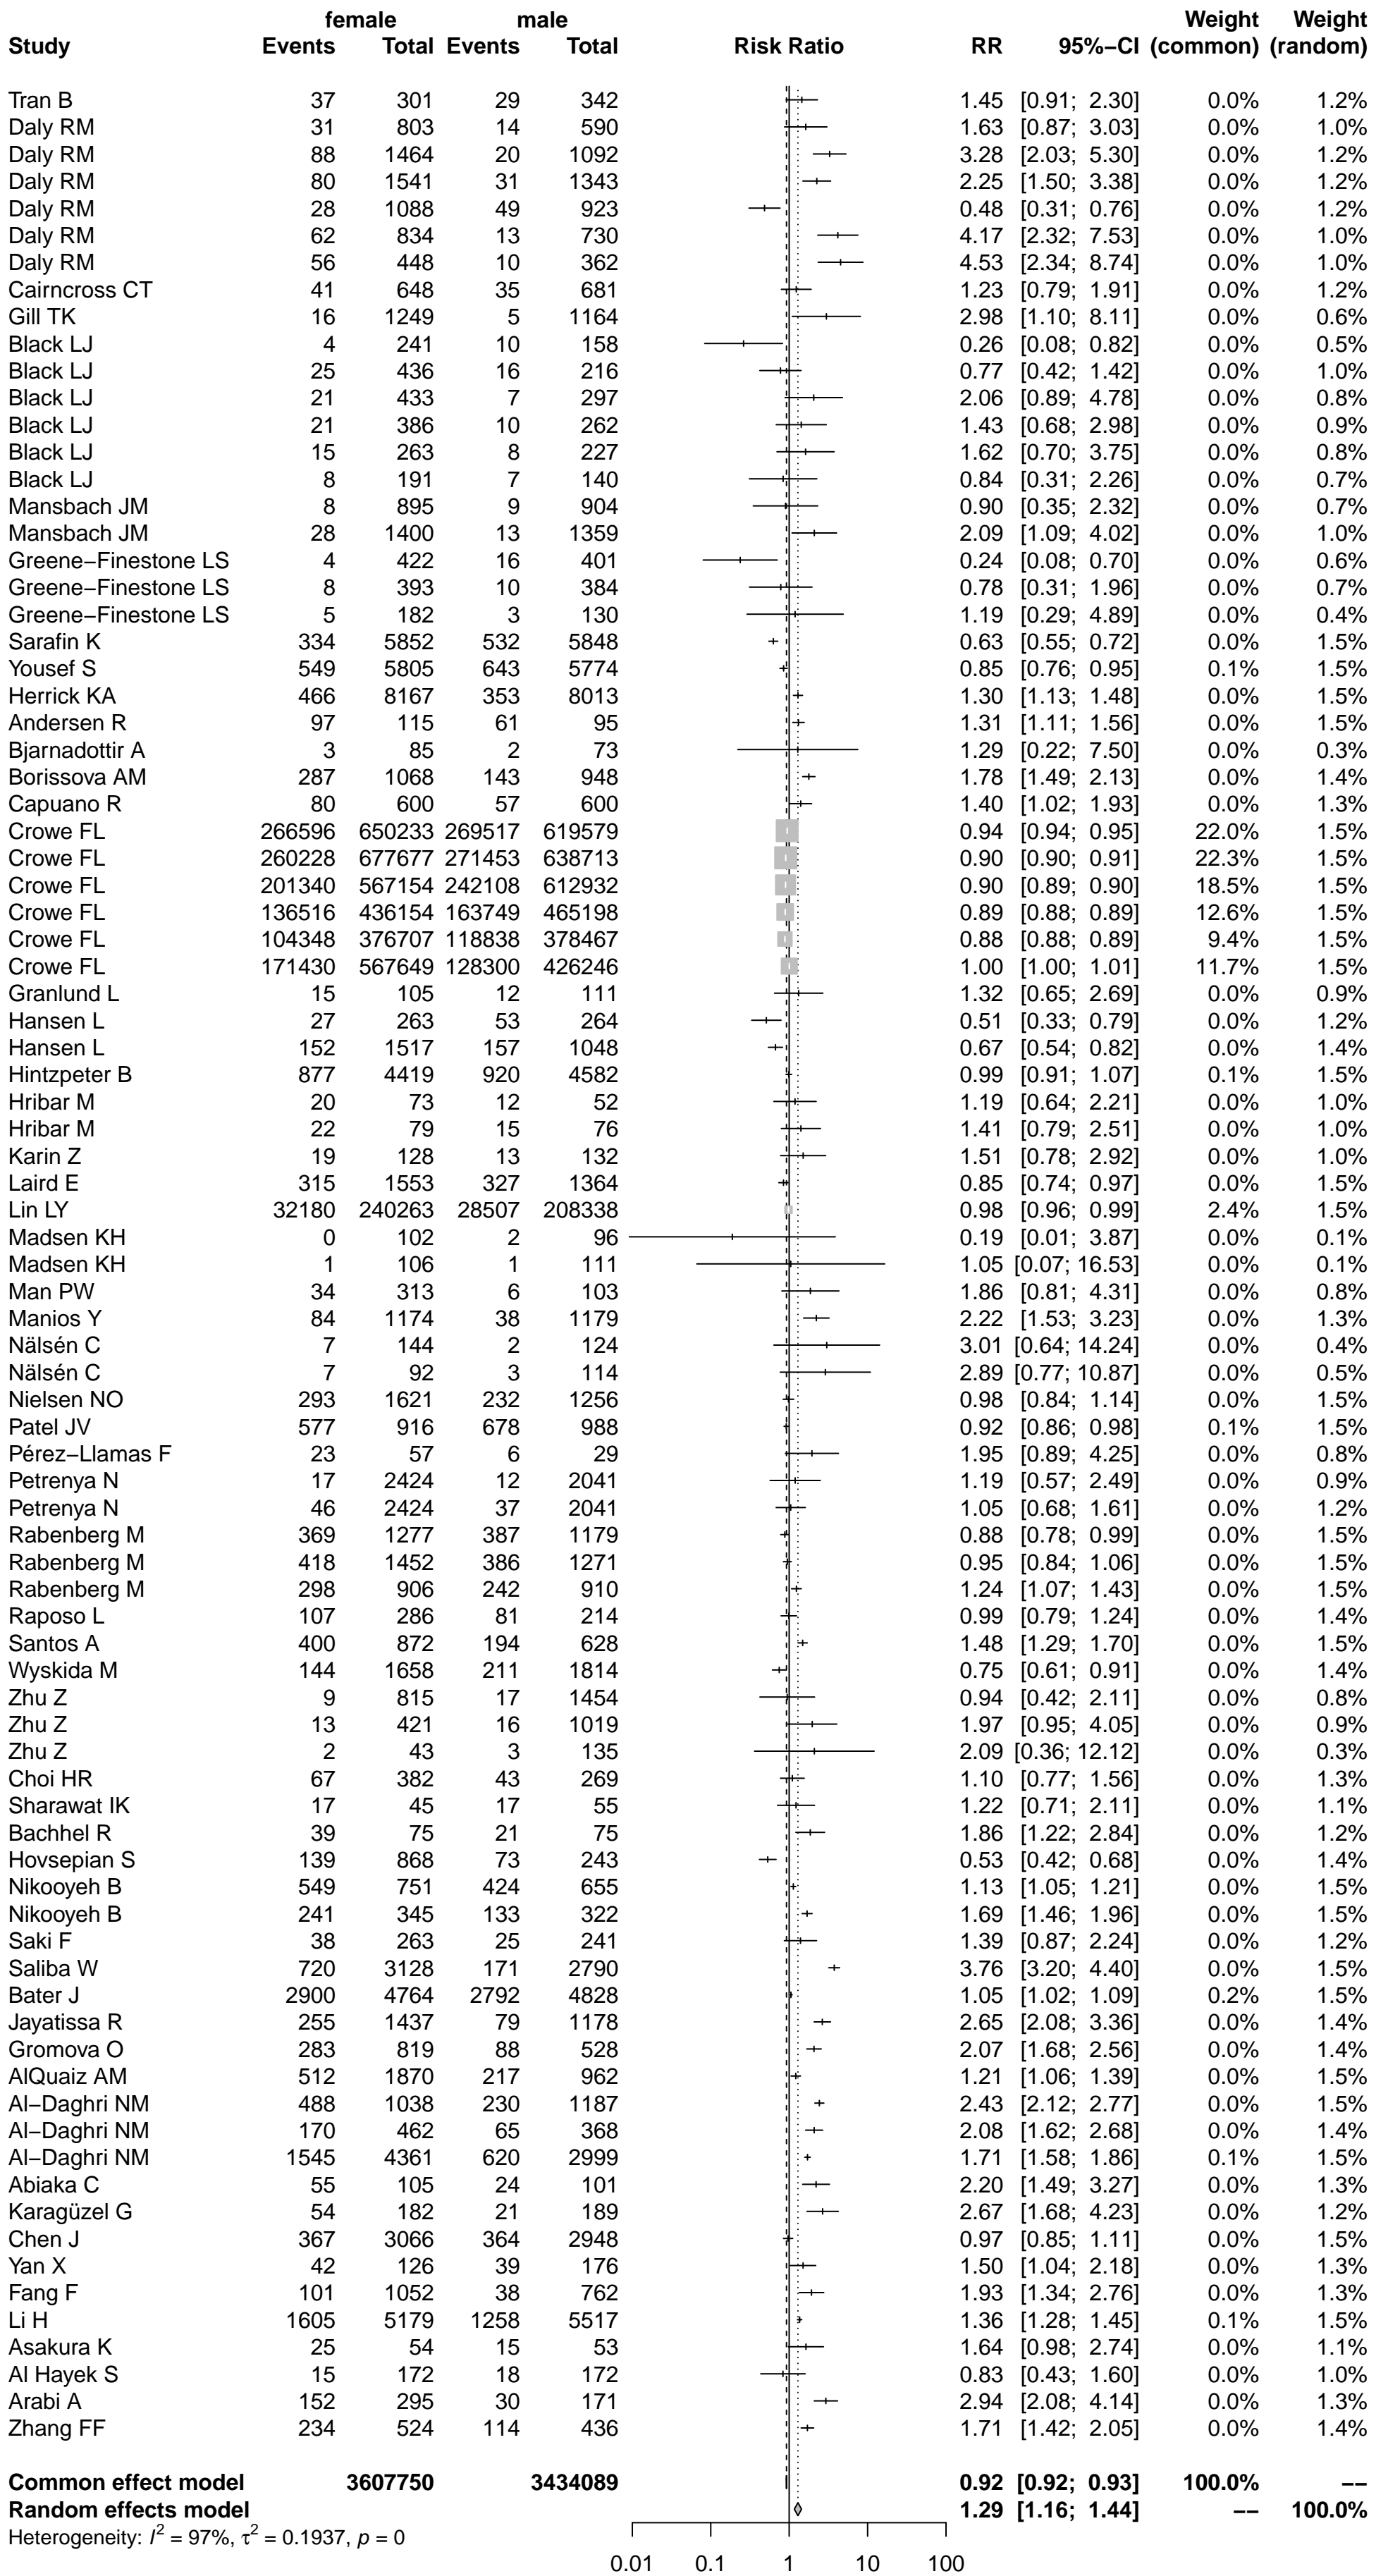 female male Weight Weight
Study Events Total Events Total Risk Ratio RR 95%−CI (common) (random)
Tran B 37 301 29 342 1.45 [0.91; 2.30] 0.0% 1.2%
Daly RM 31 803 14 590 1.63 [0.87; 3.03] 0.0% 1.0%
Daly RM 88 1464 20 1092 3.28 [2.03; 5.30] 0.0% 1.2%
Daly RM 80 1541 31 1343 2.25 [1.50; 3.38] 0.0% 1.2%
Daly RM 28 1088 49 923 0.48 [0.31; 0.76] 0.0% 1.2%
Daly RM 62 834 13 730 4.17 [2.32; 7.53] 0.0% 1.0%
Daly RM 56 448 10 362 4.53 [2.34; 8.74] 0.0% 1.0%
Cairncross CT 41 648 35 681 1.23 [0.79; 1.91] 0.0% 1.2%
Gill TK 16 1249 5 1164 2.98 [1.10; 8.11] 0.0% 0.6%
Black LJ 4 241 10 158 0.26 [0.08; 0.82] 0.0% 0.5%
Black LJ 25 436 16 216 0.77 [0.42; 1.42] 0.0% 1.0%
Black LJ 21 433 7 297 2.06 [0.89; 4.78] 0.0% 0.8%
Black LJ 21 386 10 262 1.43 [0.68; 2.98] 0.0% 0.9%
Black LJ 15 263 8 227 1.62 [0.70; 3.75] 0.0% 0.8%
Black LJ 8 191 7 140 0.84 [0.31; 2.26] 0.0% 0.7%
Mansbach JM 8 895 9 904 0.90 [0.35; 2.32] 0.0% 0.7%
Mansbach JM 28 1400 13 1359 2.09 [1.09; 4.02] 0.0% 1.0%
Greene−Finestone LS 4 422 16 401 0.24 [0.08; 0.70] 0.0% 0.6%
Greene−Finestone LS 8 393 10 384 0.78 [0.31; 1.96] 0.0% 0.7%
Greene−Finestone LS 5 182 3 130 1.19 [0.29; 4.89] 0.0% 0.4%
Sarafin K 334 5852 532 5848 0.63 [0.55; 0.72] 0.0% 1.5%
Yousef S 549 5805 643 5774 0.85 [0.76; 0.95] 0.1% 1.5%
Herrick KA 466 8167 353 8013 1.30 [1.13; 1.48] 0.0% 1.5%
Andersen R 97 115 61 95 1.31 [1.11; 1.56] 0.0% 1.5%
Bjarnadottir A 3 85 2 73 1.29 [0.22; 7.50] 0.0% 0.3%
Borissova AM 287 1068 143 948 1.78 [1.49; 2.13] 0.0% 1.4%
Capuano R 80 600 57 600 1.40 [1.02; 1.93] 0.0% 1.3%
Crowe FL 266596 650233 269517 619579 0.94 [0.94; 0.95] 22.0% 1.5%
Crowe FL 260228 677677 271453 638713 0.90 [0.90; 0.91] 22.3% 1.5%
Crowe FL 201340 567154 242108 612932 0.90 [0.89; 0.90] 18.5% 1.5%
Crowe FL 136516 436154 163749 465198 0.89 [0.88; 0.89] 12.6% 1.5%
Crowe FL 104348 376707 118838 378467 0.88 [0.88; 0.89] 9.4% 1.5%
Crowe FL 171430 567649 128300 426246 1.00 [1.00; 1.01] 11.7% 1.5%
Granlund L 15 105 12 111 1.32 [0.65; 2.69] 0.0% 0.9%
Hansen L 27 263 53 264 0.51 [0.33; 0.79] 0.0% 1.2%
Hansen L 152 1517 157 1048 0.67 [0.54; 0.82] 0.0% 1.4%
Hintzpeter B 877 4419 920 4582 0.99 [0.91; 1.07] 0.1% 1.5%
Hribar M 20 73 12 52 1.19 [0.64; 2.21] 0.0% 1.0%
Hribar M 22 79 15 76 1.41 [0.79; 2.51] 0.0% 1.0%
Karin Z 19 128 13 132 1.51 [0.78; 2.92] 0.0% 1.0%
Laird E 315 1553 327 1364 0.85 [0.74; 0.97] 0.0% 1.5%
Lin LY 32180 240263 28507 208338 0.98 [0.96; 0.99] 2.4% 1.5%
Madsen KH 0 102 2 96 0.19 [0.01; 3.87] 0.0% 0.1%
Madsen KH 1 106 1 111 1.05 [0.07; 16.53] 0.0% 0.1%
Man PW 34 313 6 103 1.86 [0.81; 4.31] 0.0% 0.8%
Manios Y 84 1174 38 1179 2.22 [1.53; 3.23] 0.0% 1.3%
Nälsén C 7 144 2 124 3.01 [0.64; 14.24] 0.0% 0.4%
Nälsén C 7 92 3 114 2.89 [0.77; 10.87] 0.0% 0.5%
Nielsen NO 293 1621 232 1256 0.98 [0.84; 1.14] 0.0% 1.5%
Patel JV 577 916 678 988 0.92 [0.86; 0.98] 0.1% 1.5%
Pérez−Llamas F 23 57 6 29 1.95 [0.89; 4.25] 0.0% 0.8%
Petrenya N 17 2424 12 2041 1.19 [0.57; 2.49] 0.0% 0.9%
Petrenya N 46 2424 37 2041 1.05 [0.68; 1.61] 0.0% 1.2%
Rabenberg M 369 1277 387 1179 0.88 [0.78; 0.99] 0.0% 1.5%
Rabenberg M 418 1452 386 1271 0.95 [0.84; 1.06] 0.0% 1.5%
Rabenberg M 298 906 242 910 1.24 [1.07; 1.43] 0.0% 1.5%
Raposo L 107 286 81 214 0.99 [0.79; 1.24] 0.0% 1.4%
Santos A 400 872 194 628 1.48 [1.29; 1.70] 0.0% 1.5%
Wyskida M 144 1658 211 1814 0.75 [0.61; 0.91] 0.0% 1.4%
Zhu Z 9 815 17 1454 0.94 [0.42; 2.11] 0.0% 0.8%
Zhu Z 13 421 16 1019 1.97 [0.95; 4.05] 0.0% 0.9%
Zhu Z 2 43 3 135 2.09 [0.36; 12.12] 0.0% 0.3%
Choi HR 67 382 43 269 1.10 [0.77; 1.56] 0.0% 1.3%
Sharawat IK 17 45 17 55 1.22 [0.71; 2.11] 0.0% 1.1%
Bachhel R 39 75 21 75 1.86 [1.22; 2.84] 0.0% 1.2%
Hovsepian S 139 868 73 243 0.53 [0.42; 0.68] 0.0% 1.4%
Nikooyeh B 549 751 424 655 1.13 [1.05; 1.21] 0.0% 1.5%
Nikooyeh B 241 345 133 322 1.69 [1.46; 1.96] 0.0% 1.5%
Saki F 38 263 25 241 1.39 [0.87; 2.24] 0.0% 1.2%
Saliba W 720 3128 171 2790 3.76 [3.20; 4.40] 0.0% 1.5%
Bater J 2900 4764 2792 4828 1.05 [1.02; 1.09] 0.2% 1.5%
Jayatissa R 255 1437 79 1178 2.65 [2.08; 3.36] 0.0% 1.4%
Gromova O 283 819 88 528 2.07 [1.68; 2.56] 0.0% 1.4%
AlQuaiz AM 512 1870 217 962 1.21 [1.06; 1.39] 0.0% 1.5%
Al−Daghri NM 488 1038 230 1187 2.43 [2.12; 2.77] 0.0% 1.5%
Al−Daghri NM 170 462 65 368 2.08 [1.62; 2.68] 0.0% 1.4%
Al−Daghri NM 1545 4361 620 2999 1.71 [1.58; 1.86] 0.1% 1.5%
Abiaka C 55 105 24 101 2.20 [1.49; 3.27] 0.0% 1.3%
Karagüzel G 54 182 21 189 2.67 [1.68; 4.23] 0.0% 1.2%
Chen J 367 3066 364 2948 0.97 [0.85; 1.11] 0.0% 1.5%
Yan X 42 126 39 176 1.50 [1.04; 2.18] 0.0% 1.3%
Fang F 101 1052 38 762 1.93 [1.34; 2.76] 0.0% 1.3%
Li H 1605 5179 1258 5517 1.36 [1.28; 1.45] 0.1% 1.5%
Asakura K 25 54 15 53 1.64 [0.98; 2.74] 0.0% 1.1%
Al Hayek S 15 172 18 172 0.83 [0.43; 1.60] 0.0% 1.0%
Arabi A 152 295 30 171 2.94 [2.08; 4.14] 0.0% 1.3%
Zhang FF 234 524 114 436 1.71 [1.42; 2.05] 0.0% 1.4%
Common effect model 3607750 3434089 0.92 [0.92; 0.93] 100.0% −−
Random effects model 1.29 [1.16; 1.44] −− 100.0%
Heterogeneity: I² = 97%, τ² = 0.1937, p = 0
0.01 0.1 1 10 100